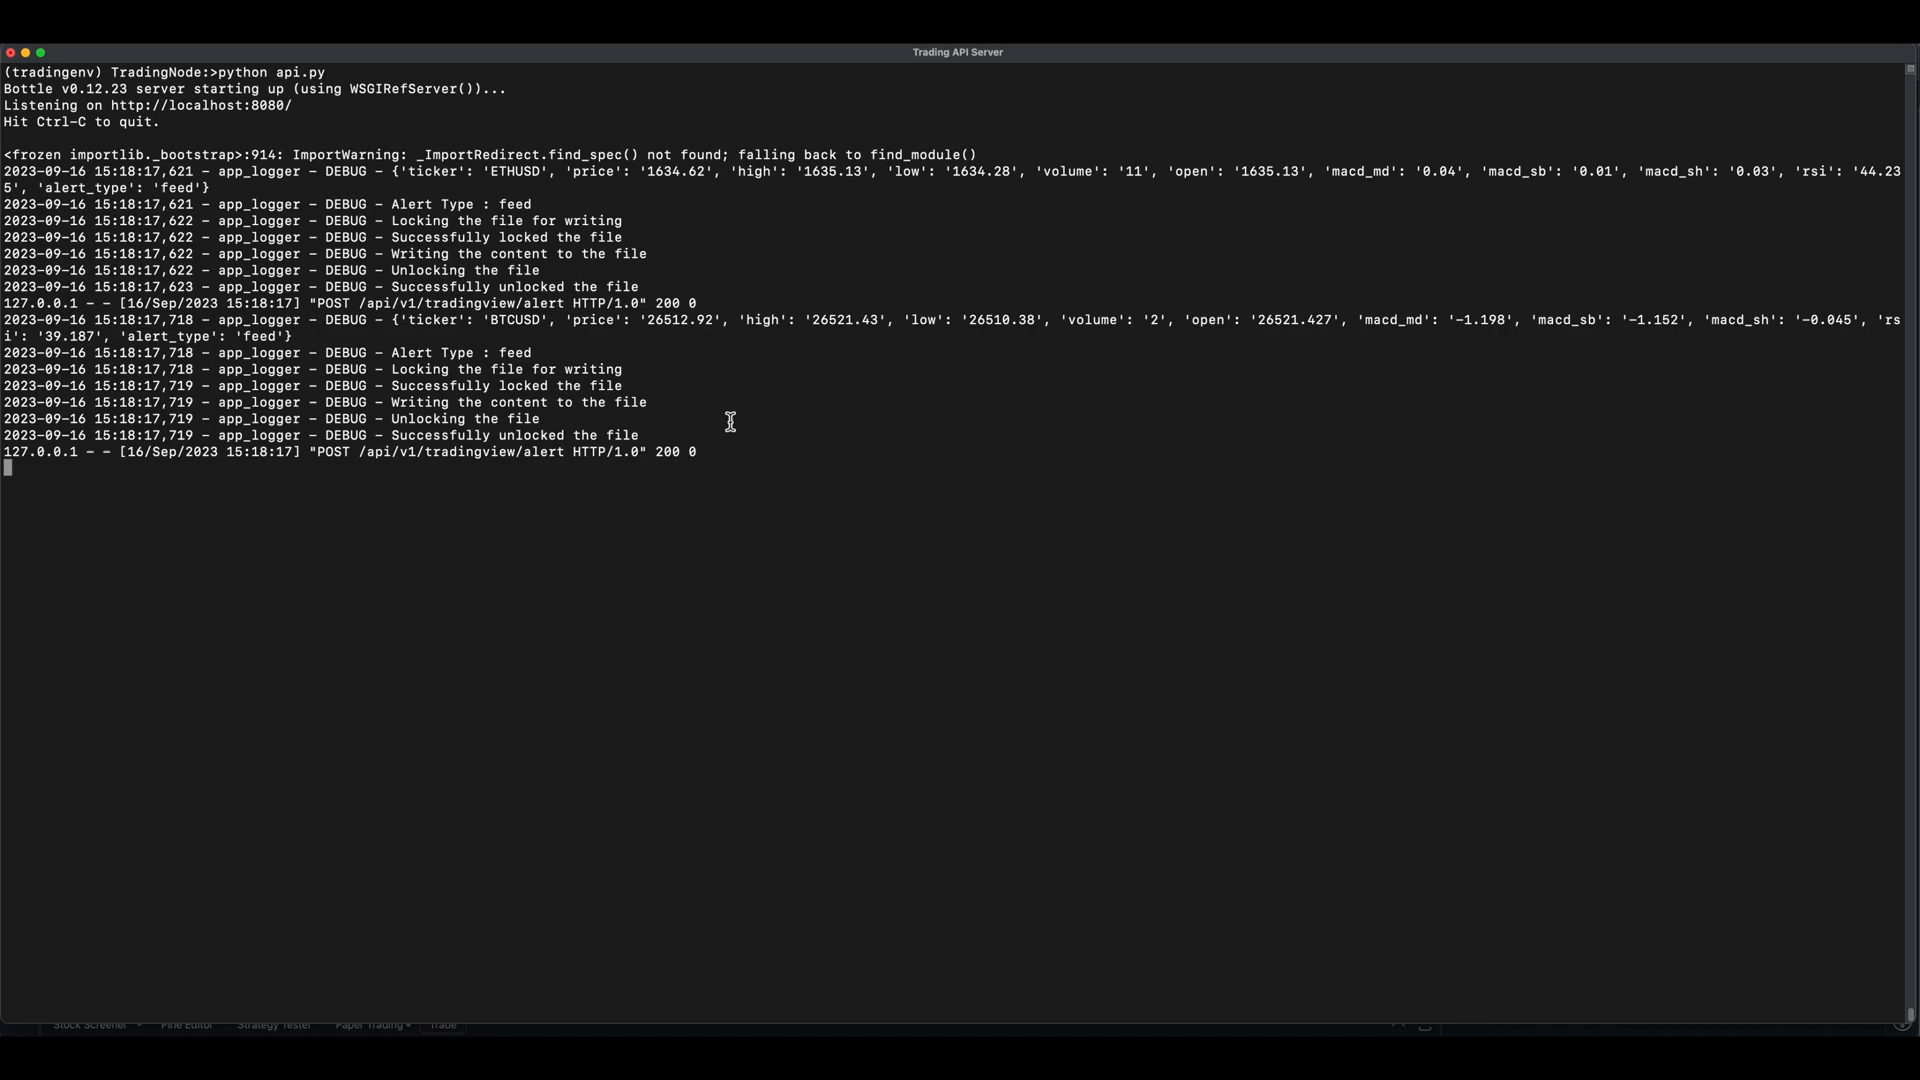 Trading API Server
(tradingenv) TradingNode:>python api.py
Bottle v0.12.23 server starting up (using WSGIRefServer())...
Listening on http://localhost:8080/
Hit Ctrl-C to quit.
<frozen importlib._bootstrap>:914: ImportWarning: _ImportRedirect.find_spec() not found; falling back to find_module()
2023-09-16 15:18:17,621 - app_logger - DEBUG - {'ticker': 'ETHUSD', 'price': '1634.62', 'high': '1635.13', 'low': '1634.28', 'volume': '11', 'open': '1635.13', 'macd_md': '0.04', 'macd_sb': '0.01', 'macd_sh': '0.03', 'rsi': '44.23
5', 'alert_type': 'feed'}
2023-09-16 15:18:17,621 - app_logger - DEBUG - Alert Type : feed
2023-09-16 15:18:17,622 - app_logger - DEBUG - Locking the file for writing
2023-09-16 15:18:17,622 - app_logger - DEBUG - Successfully locked the file
2023-09-16 15:18:17,622 - app_logger - DEBUG - Writing the content to the file
2023-09-16 15:18:17,622 - app_logger - DEBUG - Unlocking the file
2023-09-16 15:18:17,623 - app_logger - DEBUG - Successfully unlocked the file
127.0.0.1 - - [16/Sep/2023 15:18:17] "POST /api/v1/tradingview/alert HTTP/1.0" 200 0
2023-09-16 15:18:17,718 - app_logger - DEBUG - {'ticker': 'BTCUSD', 'price': '26512.92', 'high': '26521.43', 'low': '26510.38', 'volume': '2', 'open': '26521.427', 'macd_md': '-1.198', 'macd_sb': '-1.152', 'macd_sh': '-0.045', 'rs
i': '39.187', 'alert_type': 'feed'}
2023-09-16 15:18:17,718 - app_logger - DEBUG - Alert Type : feed
2023-09-16 15:18:17,718 - app_logger - DEBUG - Locking the file for writing
2023-09-16 15:18:17,719 - app_logger - DEBUG - Successfully locked the file
2023-09-16 15:18:17,719 - app_logger - DEBUG - Writing the content to the file
2023-09-16 15:18:17,719 - app_logger - DEBUG - Unlocking the file
2023-09-16 15:18:17,719 - app_logger - DEBUG - Successfully unlocked the file
127.0.0.1 - - [16/Sep/2023 15:18:17] "POST /api/v1/tradingview/alert HTTP/1.0" 200 0
Stock Screener Pine Editor Strategy Tester Paper Trading Trade